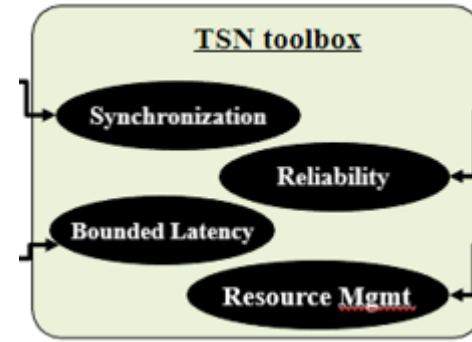 TSN toolbox
Synchronization
Reliability
Bounded Latency
Resource Mgmt